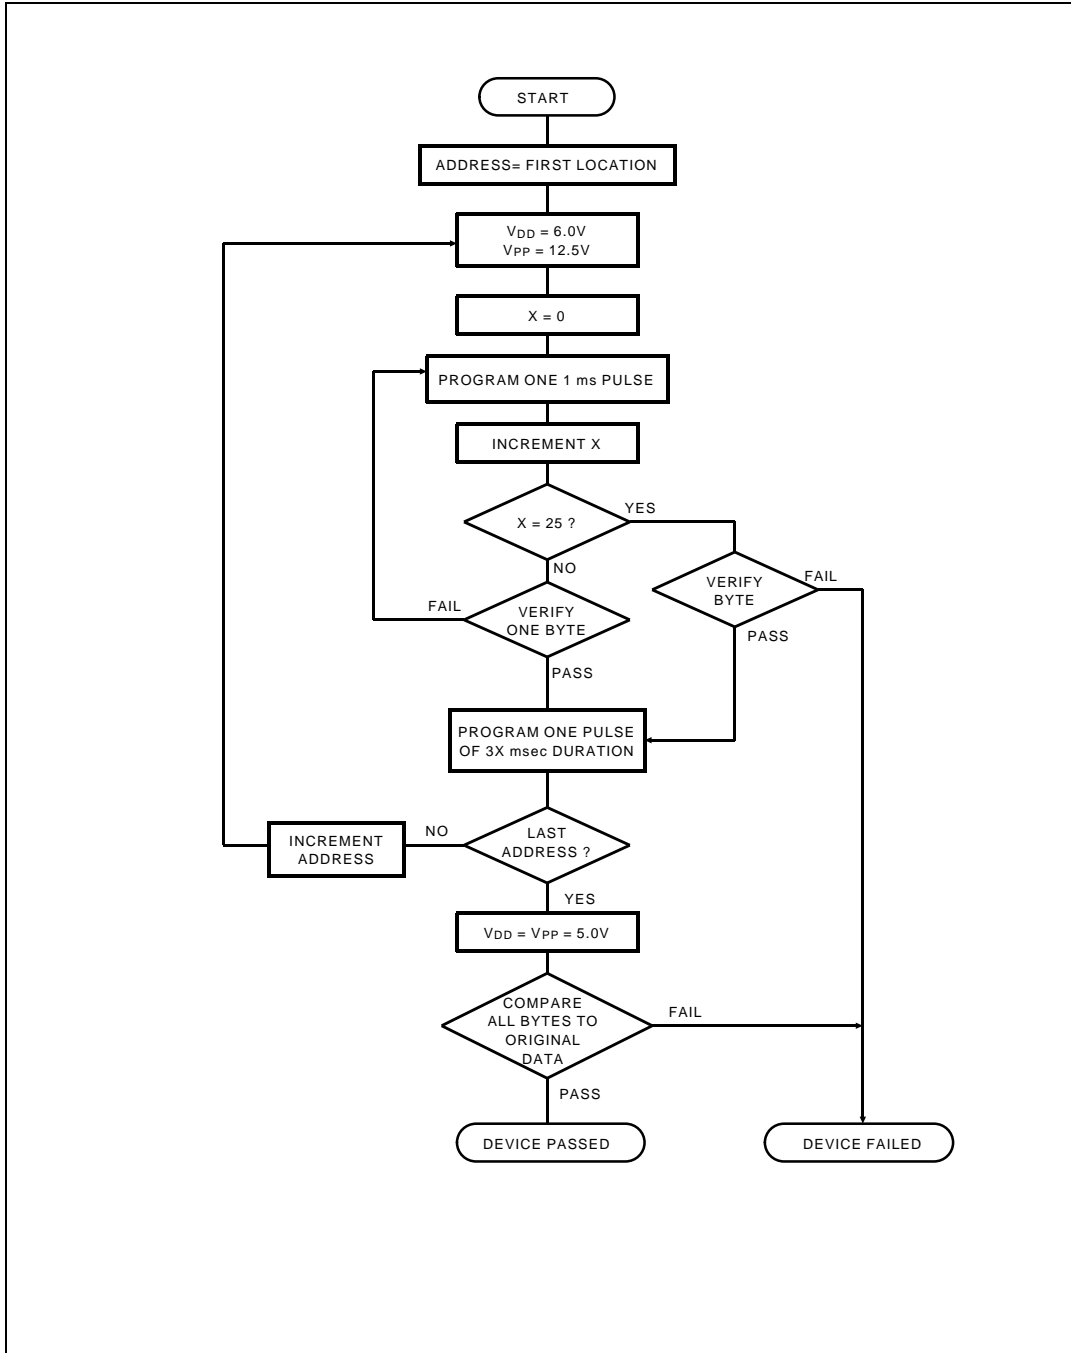 START
ADDRESS= FIRST LOCATION
VDD = 6.0V
VPP = 12.5V
X = 0
PROGRAM ONE 1 ms PULSE
INCREMENT X
X = 25 ?
YES
NO
VERIFY
BYTE
FAIL
FAIL
VERIFY
ONE BYTE
PASS
PASS
PROGRAM ONE PULSE
OF 3X msec DURATION
LAST
ADDRESS ?
NO
INCREMENT
ADDRESS
YES
VDD = VPP = 5.0V
COMPARE
ALL BYTES TO
ORIGINAL
DATA
FAIL
PASS
DEVICE PASSED
DEVICE FAILED